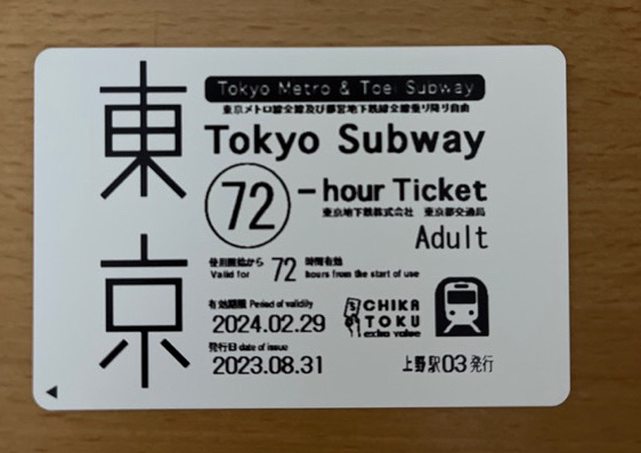 東京
Tokyo Metro & Toei Subway
東京メトロ線全線及び都営地下鉄線全線乗り降り自由
Tokyo Subway
72-hour Ticket
東京地下鉄株式会社 東京都交通局
Adult
使用開始から 72 時間有効
Valid for hours from the start of use
有効期限 Period of validity
2024.02.29
CHIKA
TOKU
extra value
発行日 date of issue
2023.08.31
上野駅03発行